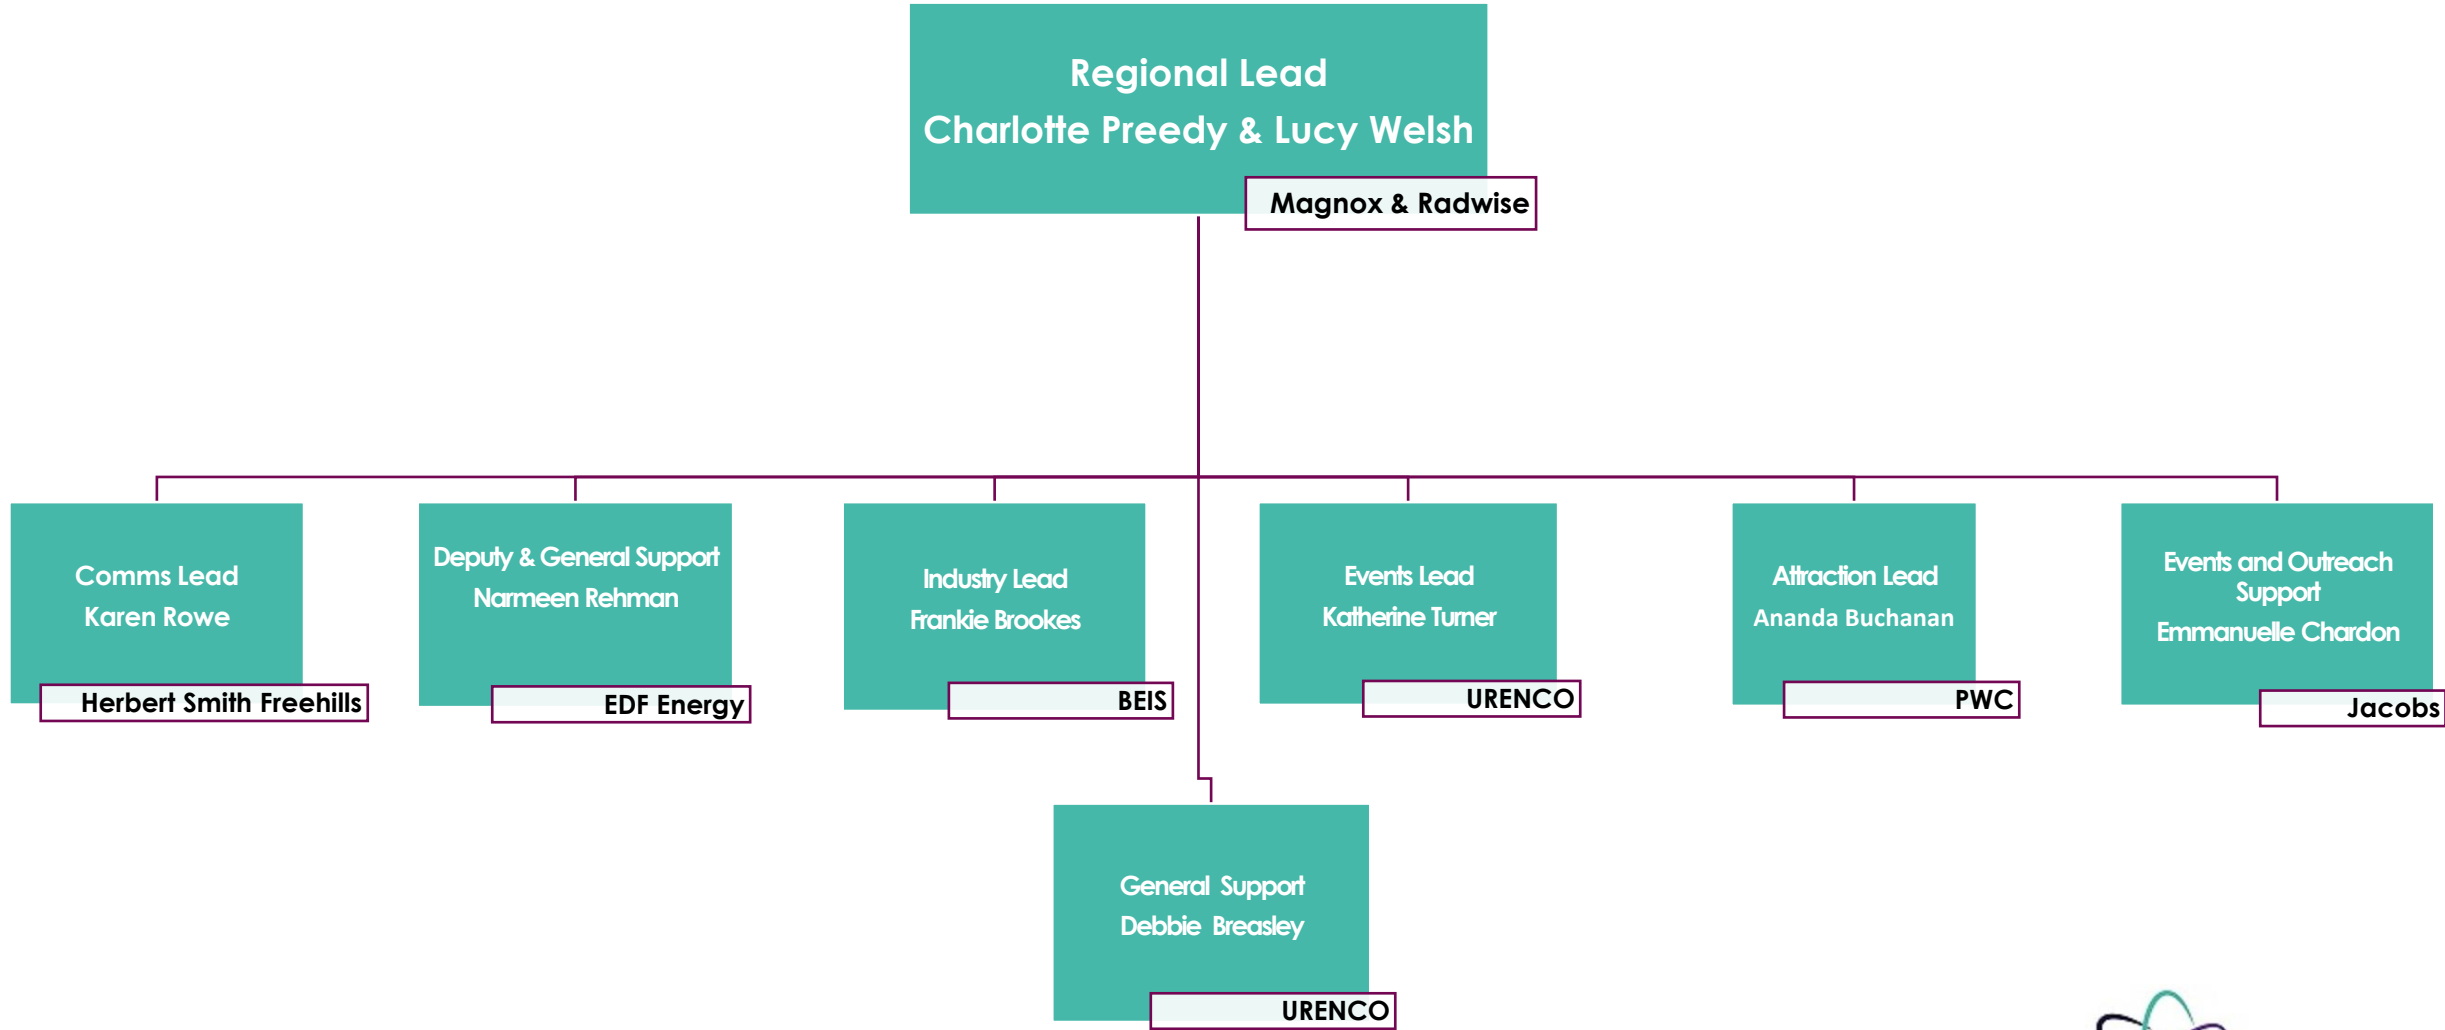 Regional Lead
Charlotte Preedy & Lucy Welsh
Magnox & Radwise
Comms Lead
Karen Rowe
Herbert Smith Freehills
Deputy & General Support
Narmeen Rehman
EDF Energy
Industry Lead
Frankie Brookes
BEIS
Events Lead
Katherine Turner
URENCO
Attraction Lead
Ananda Buchanan
PWC
Events and Outreach
Support
Emmanuelle Chardon
Jacobs
General Support
Debbie Breasley
URENCO